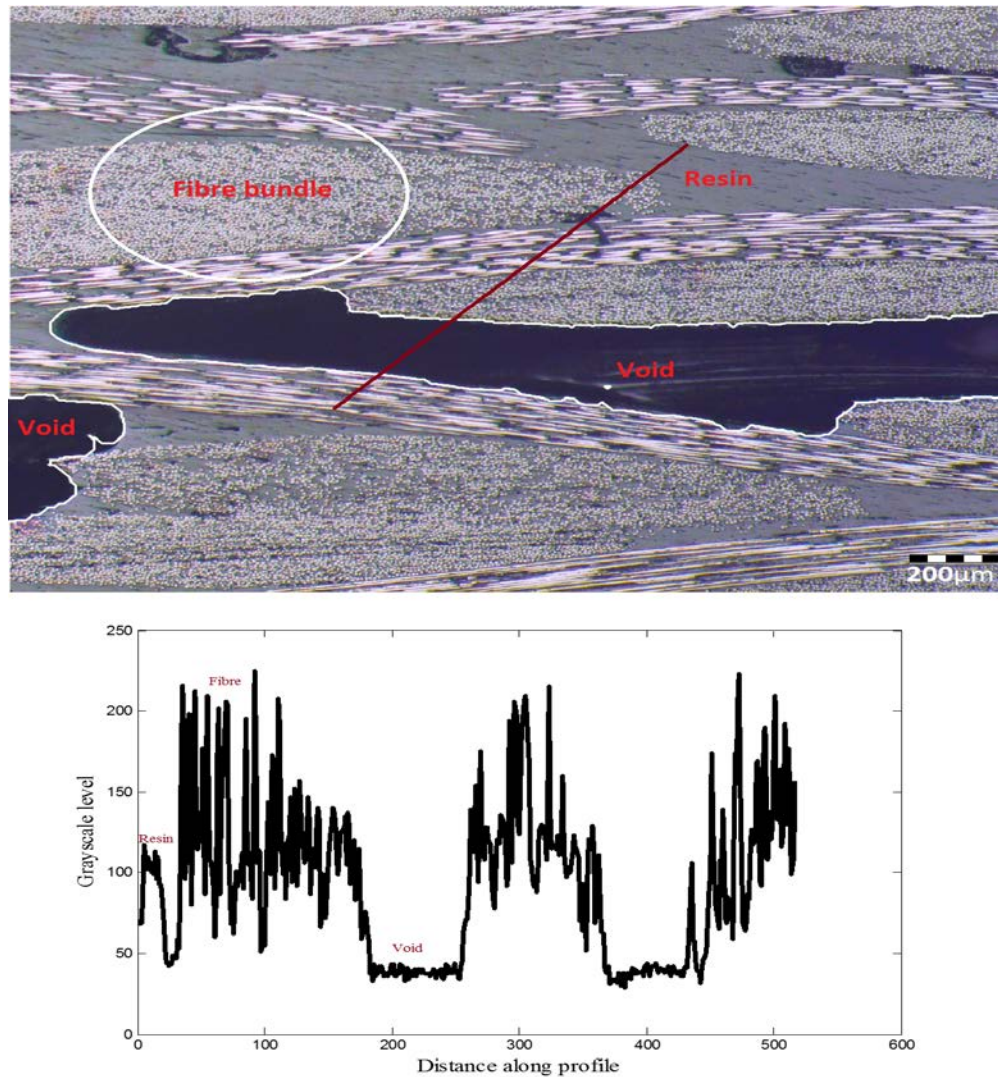 Fibre bundle
Resin
Void
Void
200µm
250
200
150
100
50
0
Grayscale level
Fibre
Resin
Void
0
100
200
300
400
500
600
Distance along profile